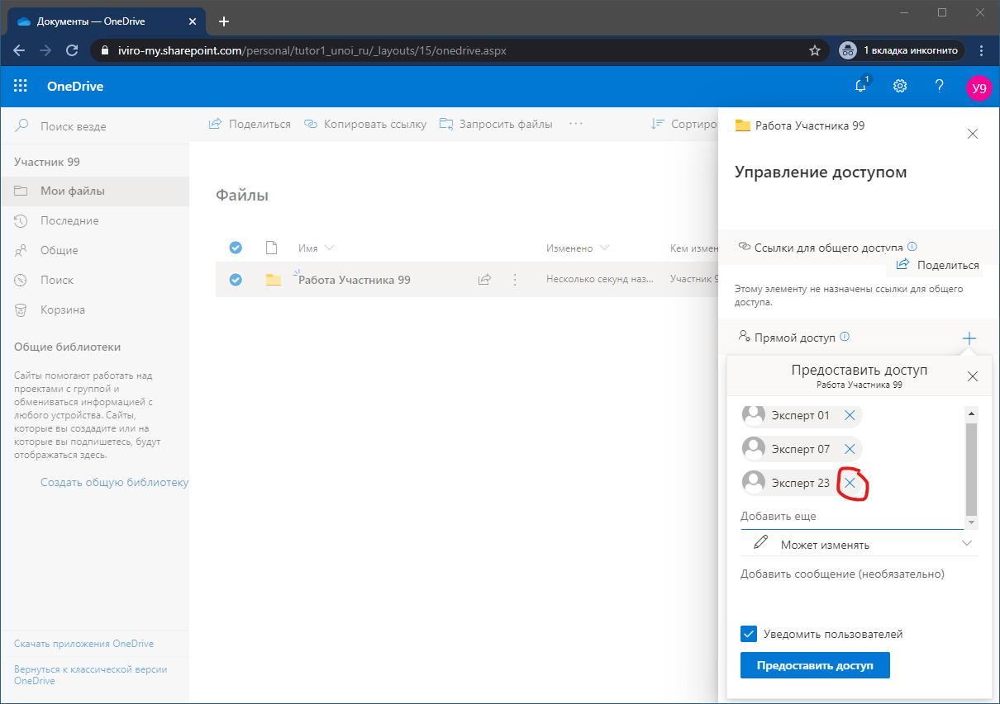 Документы — OneDrive
iviro-my.sharepoint.com/personal/tutor1_unoi_ru/_layouts/15/onedrive.aspx
1 вкладка инкогнито
OneDrive
1
У9
Поиск везде
Поделиться
Копировать ссылку
Запросить файлы
Сортиро
Участник 99
Мои файлы
Последние
Общие
Поиск
Корзина
Общие библиотеки
Сайты помогают работать над
проектами с группой и
обмениваться информацией с
любого устройства. Сайты,
которые вы создадите или на
которые вы подпишетесь, будут
отображаться здесь.
Создать общую библиотеку
Скачать приложения OneDrive
Вернуться к классической версии
OneDrive
Файлы
Имя
Изменено
Кем измен
Работа Участника 99
Несколько секунд наз...
Участник 9
Работа Участника 99
Управление доступом
Ссылки для общего доступа
Поделиться
Этому элементу не назначены ссылки для общего
доступа.
Прямой доступ
Предоставить доступ
Работа Участника 99
Эксперт 01
Эксперт 07
Эксперт 23
Добавить еще
Может изменять
Добавить сообщение (необязательно)
Уведомить пользователей
Предоставить доступ